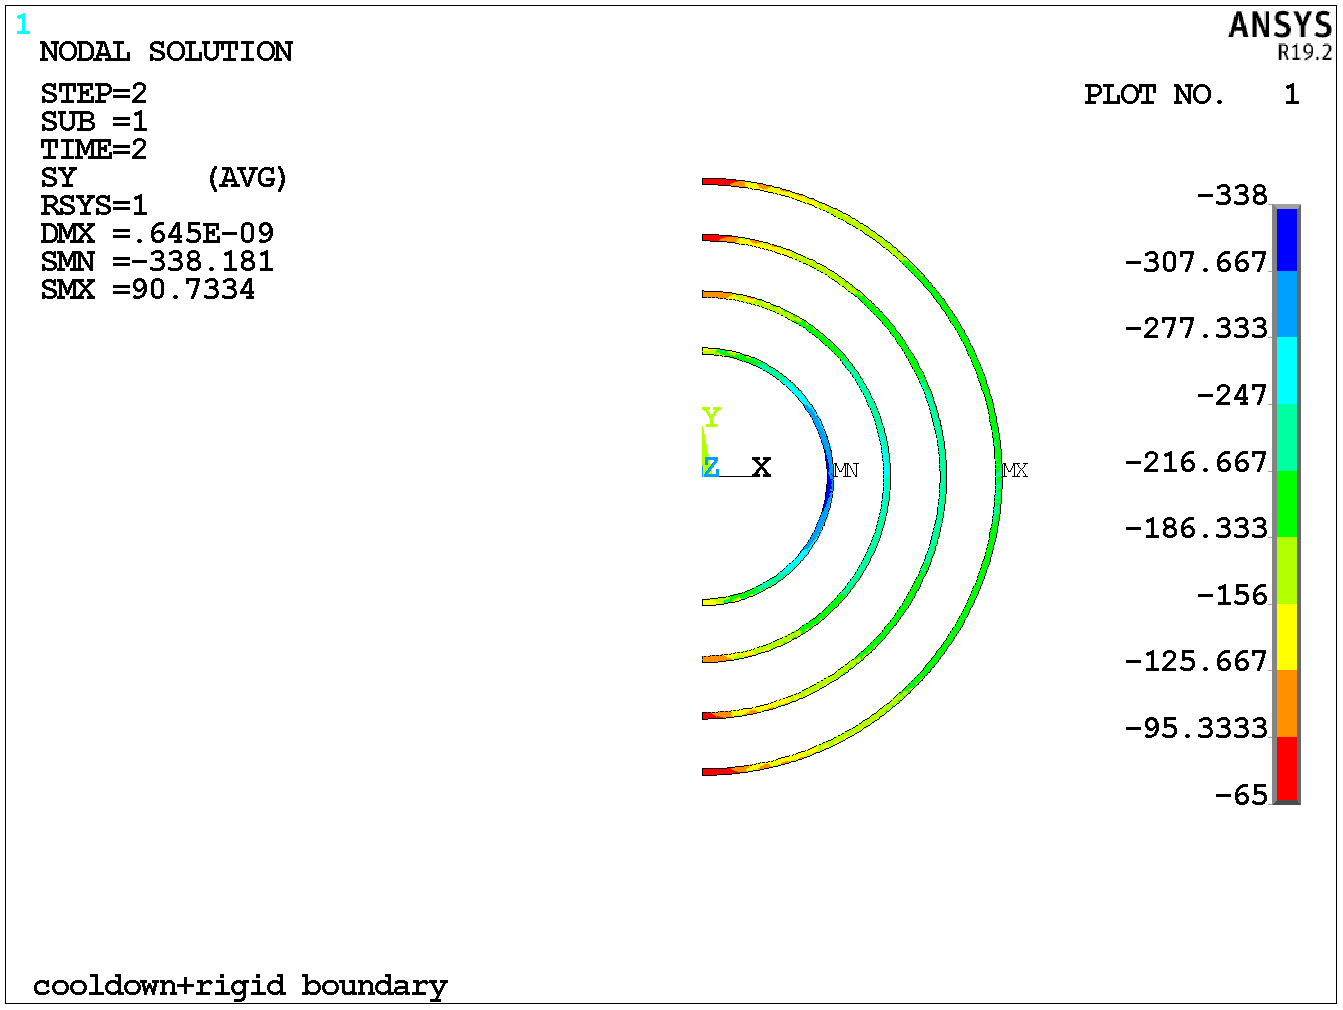 1
ANSYS
R19.2
NODAL SOLUTION
STEP=2
SUB =1
TIME=2
SY (AVG)
RSYS=1
DMX =.645E-09
SMN =-338.181
SMX =90.7334
PLOT NO. 1
Y
Z X
MN
MX
-338
-307.667
-277.333
-247
-216.667
-186.333
-156
-125.667
-95.3333
-65
cooldown+rigid boundary